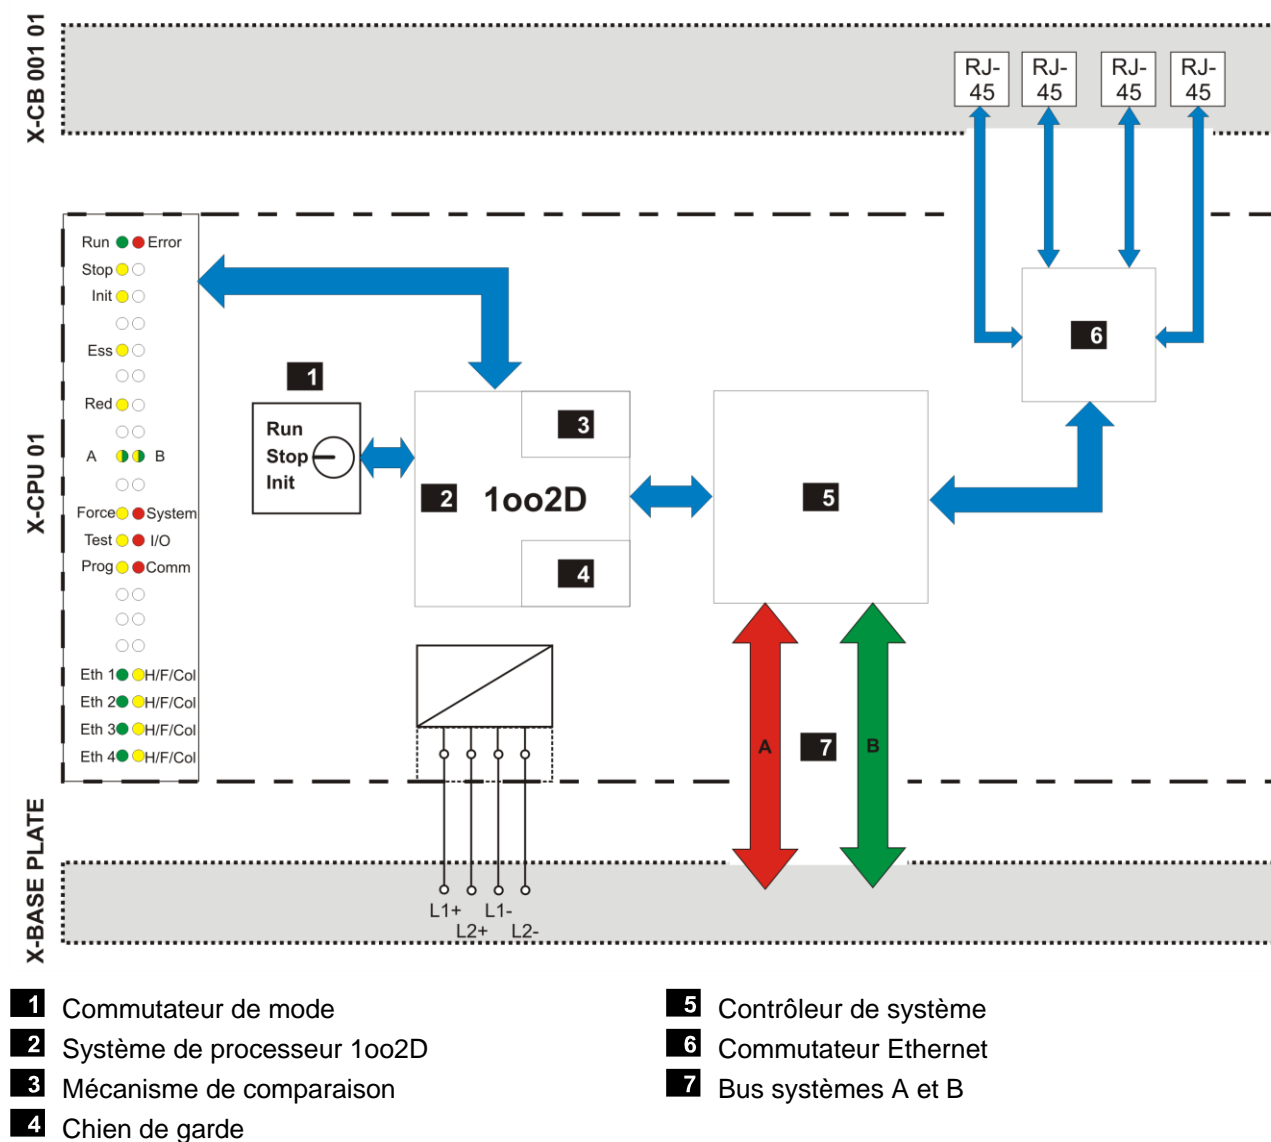 X-CB 001 01
RJ-
45
RJ-
45
RJ-
45
RJ-
45
X-CPU 01
Run Error
Stop
Init
Ess
Red
A B
Force System
Test I/O
Prog Comm
Eth 1 H/F/Col
Eth 2 H/F/Col
Eth 3 H/F/Col
Eth 4 H/F/Col
1
Run
Stop
Init
2
1oo2D
3
4
5
6
A
7
B
X-BASE PLATE
L1+ L1-
L2+ L2-
1 Commutateur de mode
2 Système de processeur 1oo2D
3 Mécanisme de comparaison
4 Chien de garde
5 Contrôleur de système
6 Commutateur Ethernet
7 Bus systèmes A et B